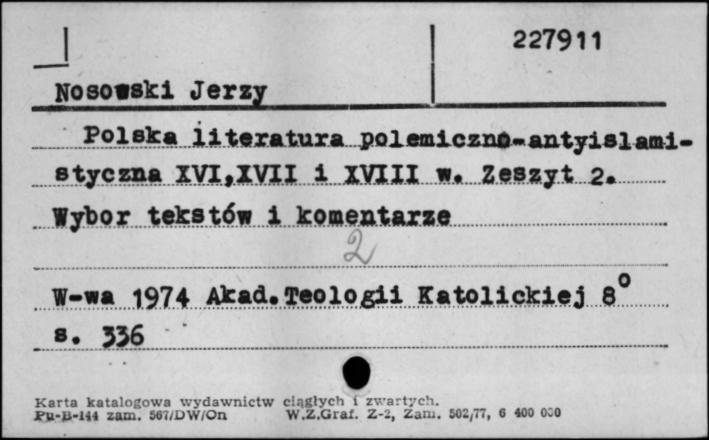 227911
Nosowski Jerzy
Polska literatura polemiczno-antyislami-
styczna XVI,XVII i XVIII w. Zeszyt 2.
Wybor tekstów i komentarze
2
W-wa 1974 Akad.Teologii Katolickiej 8°
s. 336
Karta katalogowa wydawnictw ciągłych i zwartych.
Pu-B-144 zam. 567/DW/On W.Z.Graf. Z-2, Zam. 502/77, 6 400 000